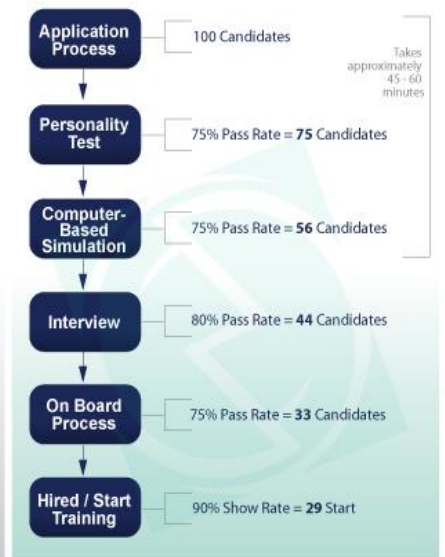 Application
Process
100 Candidates
Takes
approximately
45 - 60
minutes
Personality
Test
75% Pass Rate = 75 Candidates
Computer-
Based
Simulation
75% Pass Rate = 56 Candidates
Interview
80% Pass Rate = 44 Candidates
On Board
Process
75% Pass Rate = 33 Candidates
Hired / Start
Training
90% Show Rate = 29 Start